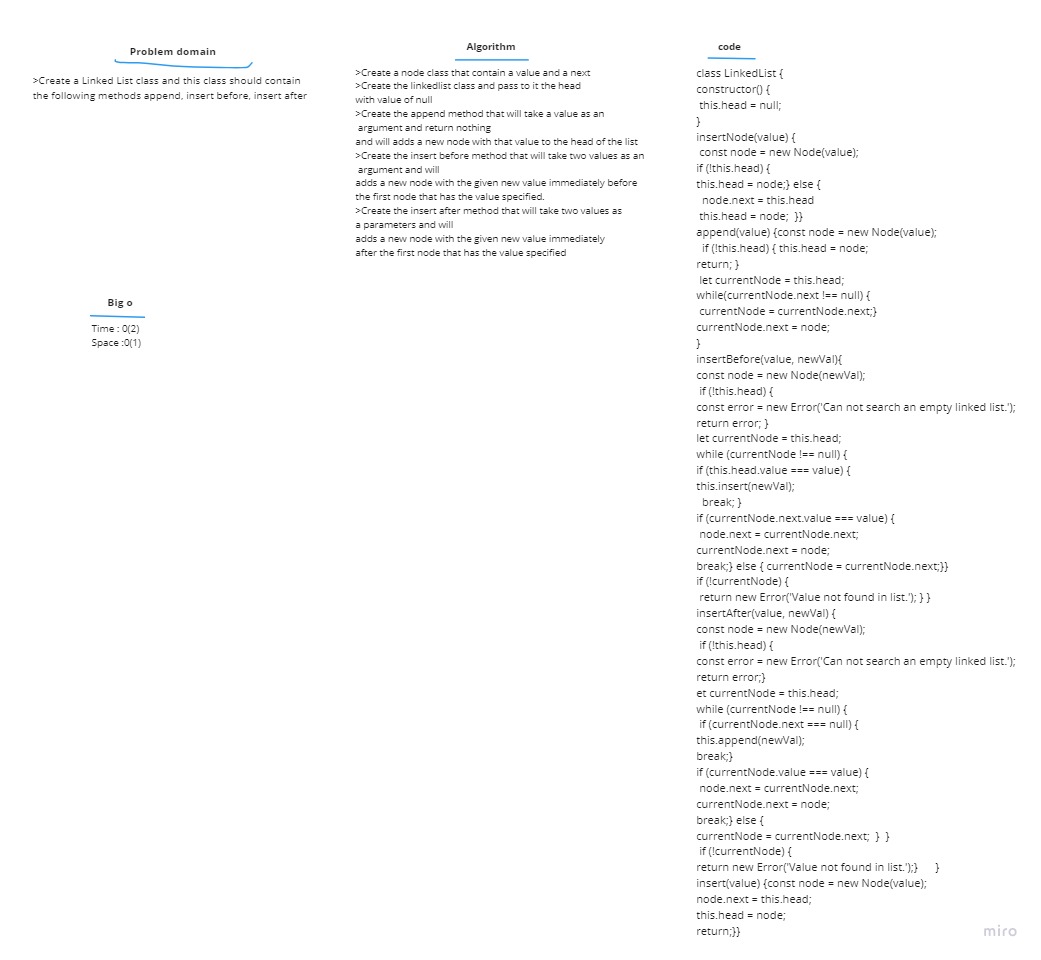 Problem domain
>Create a Linked List class and this class should contain
the following methods append, insert before, insert after
Big o
Time : 0(2)
Space :0(1)
Algorithm
>Create a node class that contain a value and a next
>Create the linkedlist class and pass to it the head
with value of null
>Create the append method that will take a value as an
argument and return nothing
and will adds a new node with that value to the head of the list
>Create the insert before method that will take two values as an
argument and will
adds a new node with the given new value immediately before
the first node that has the value specified.
>Create the insert after method that will take two values as
a parameters and will
adds a new node with the given new value immediately
after the first node that has the value specified
code
class LinkedList {
constructor() {
this.head = null;
}
insertNode(value) {
const node = new Node(value);
if (!this.head) {
this.head = node;} else {
node.next = this.head
this.head = node;  }}
append(value) {const node = new Node(value);
if (!this.head) { this.head = node;
return; }
let currentNode = this.head;
while(currentNode.next !== null) {
currentNode = currentNode.next;}
currentNode.next = node;
}
insertBefore(value, newVal){
const node = new Node(newVal);
if (!this.head) {
const error = new Error('Can not search an empty linked list.');
return error; }
let currentNode = this.head;
while (currentNode !== null) {
if (this.head.value === value) {
this.insert(newVal);
break; }
if (currentNode.next.value === value) {
node.next = currentNode.next;
currentNode.next = node;
break;} else { currentNode = currentNode.next;}}
if (!currentNode) {
return new Error('Value not found in list.'); } }
insertAfter(value, newVal) {
const node = new Node(newVal);
if (!this.head) {
const error = new Error('Can not search an empty linked list.');
return error;}
et currentNode = this.head;
while (currentNode !== null) {
if (currentNode.next === null) {
this.append(newVal);
break;}
if (currentNode.value === value) {
node.next = currentNode.next;
currentNode.next = node;
break;} else {
currentNode = currentNode.next;  }  }
if (!currentNode) {
return new Error('Value not found in list.');}     }
insert(value) {const node = new Node(value);
node.next = this.head;
this.head = node;
return;}}
miro